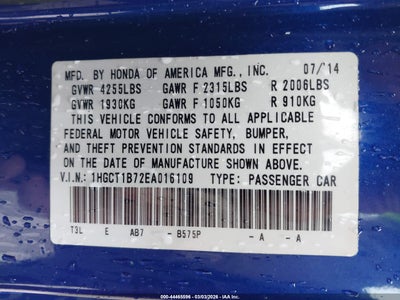 MFD. BY HONDA OF AMERICA MFG., INC. 07/14
GVWR 4255LBS GAWR F 2315LBS R 2006LBS
GVWR 1930KG GAWR F 1050KG R 910KG
THIS VEHICLE CONFORMS TO ALL APPLICABLE
FEDERAL MOTOR VEHICLE SAFETY, BUMPER,
AND THEFT PREVENTION STANDARDS IN EFFECT
ON THE DATE OF MANUFACTURE SHOWN ABOVE.
V.I.N.: 1HGCT1B72EA016109 TYPE: PASSENGER CAR
T3L E AB7 - B575P - A - A
000-44465596 - 03/03/2026 - IAA Inc.